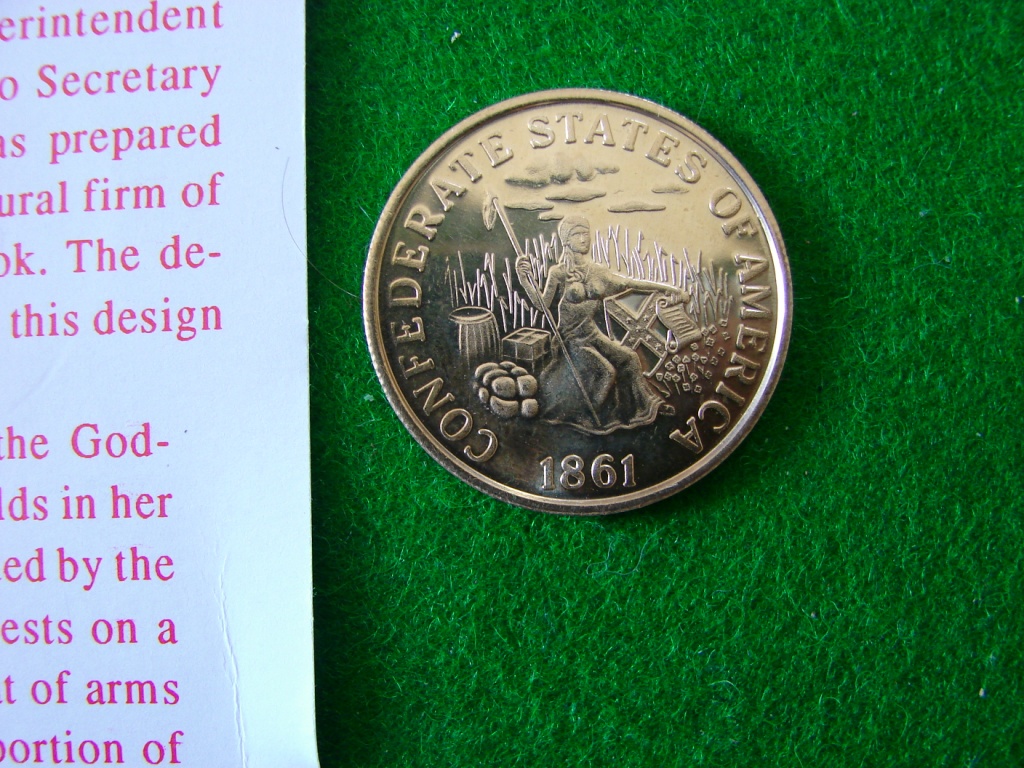 erintendent
o Secretary
as prepared
ural firm of
ok. The de-
this design
the God-
lds in her
ed by the
ests on a
t of arms
portion of
CONFEDERATE STATES OF AMERICA
1861